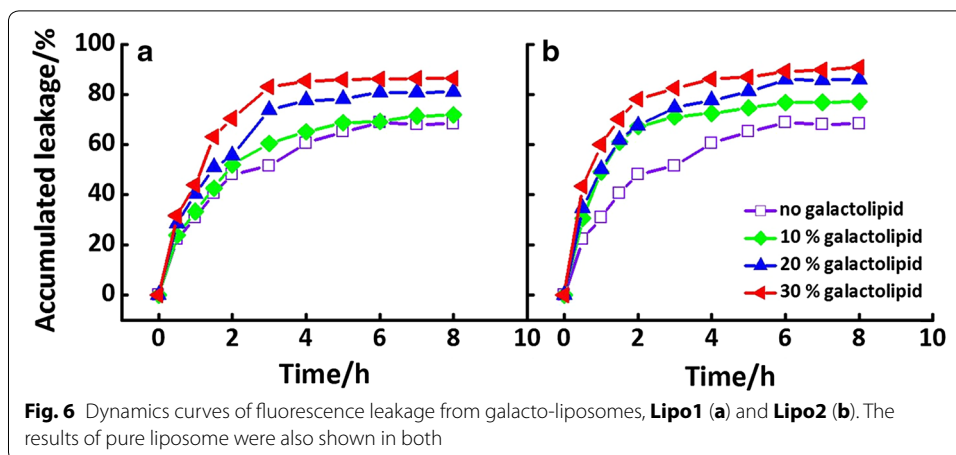 a
b
Accumulated leakage/%
100
80
60
40
20
0
0 2 4 6 8 10
0 2 4 6 8 10
no galactolipid
10 % galactolipid
20 % galactolipid
30 % galactolipid
Time/h
Time/h
Fig. 6 Dynamics curves of fluorescence leakage from galacto-liposomes, Lipo1 (a) and Lipo2 (b). The
results of pure liposome were also shown in both